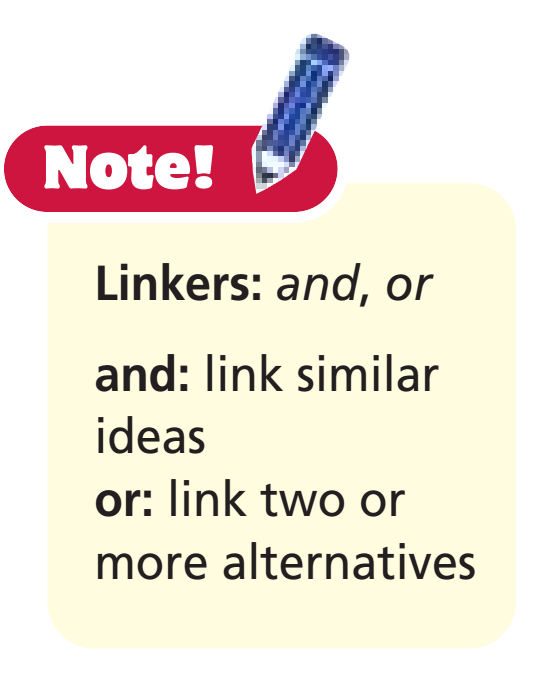 Note!
Linkers: and, or
and: link similar
ideas
or: link two or
more alternatives